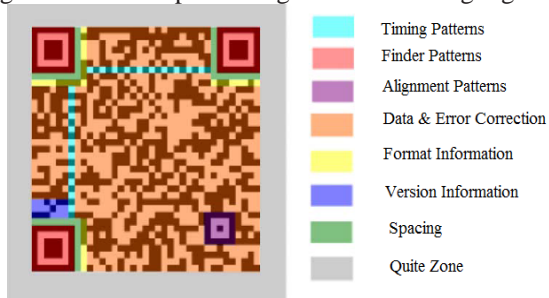 Timing Patterns
Finder Patterns
Alignment Patterns
Data & Error Correction
Format Information
Version Information
Spacing
Quite Zone